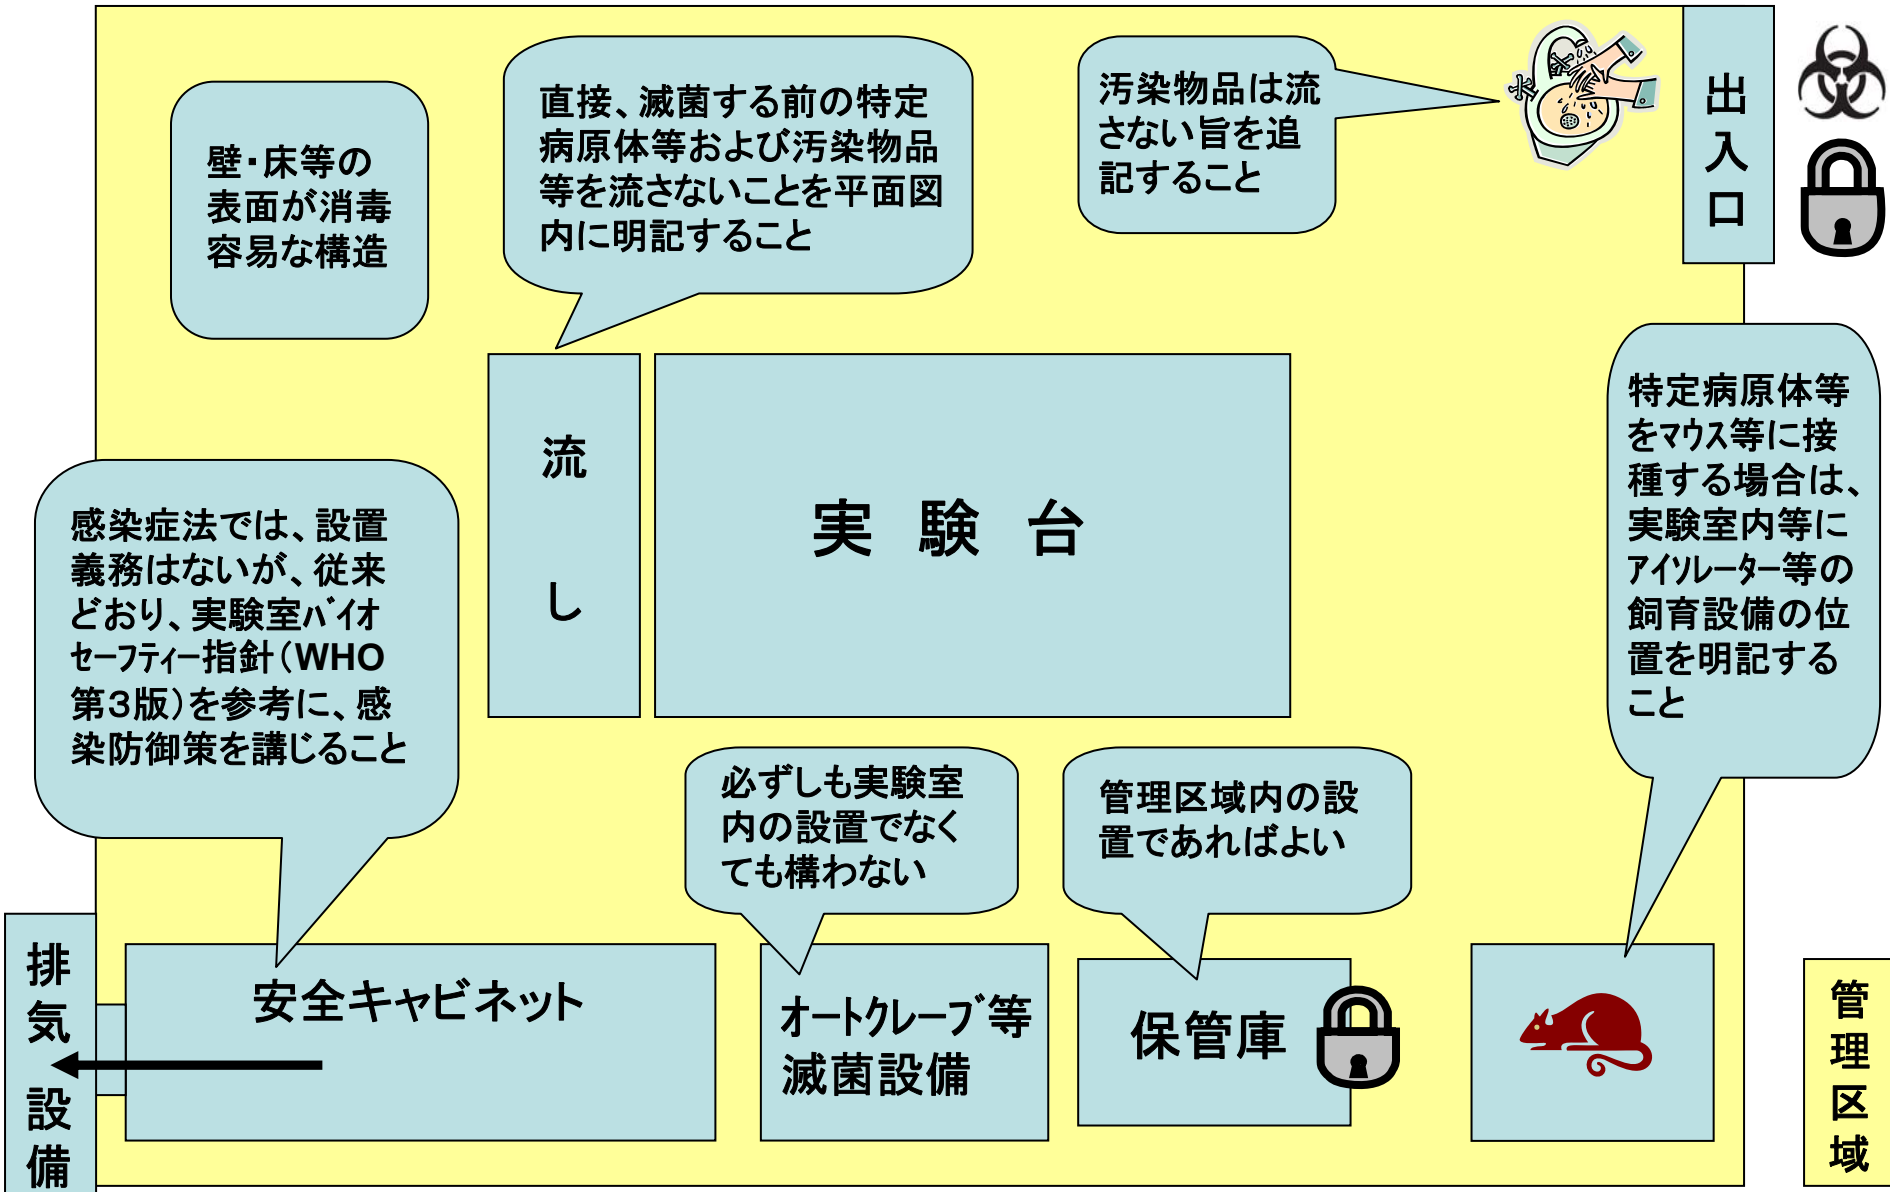 壁・床等の
表面が消毒
容易な構造
直接、滅菌する前の特定
病原体等および汚染物品
等を流さないことを平面図
内に明記すること
汚染物品は流
さない旨を追
記すること
出入口
流し
実験台
特定病原体等
をﾏｳｽ等に接
種する場合は、
実験室内等に
ｱｲｿﾚｰﾀｰ等の
飼育設備の位
置を明記する
こと
感染症法では、設置
義務はないが、従来
どおり、実験室ﾊﾞｲｵ
ｾｰﾌﾃｨｰ指針（WHO
第3版）を参考に、感
染防御策を講じること
必ずしも実験室
内の設置でなく
ても構わない
管理区域内の設
置であればよい
排気設備
安全キャビネット
ｵｰﾄｸﾚｰﾌﾞ等
滅菌設備
保管庫
管理区域